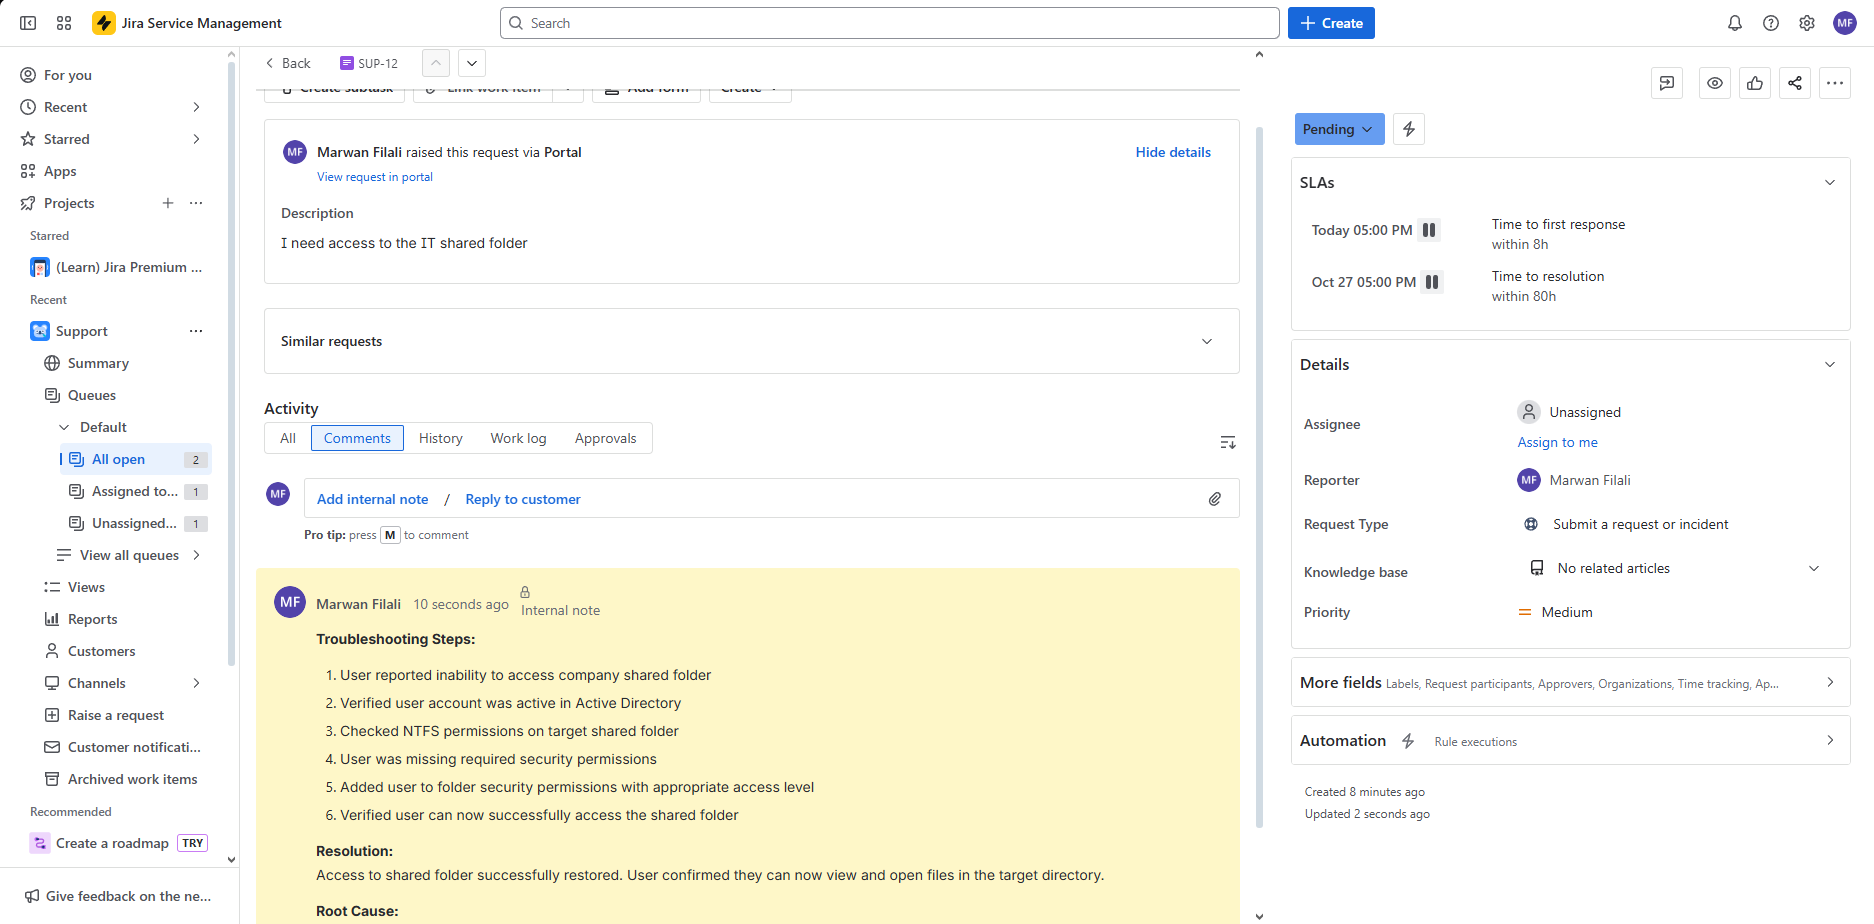 Jira Service Management
Search
Create
MF
For you
Recent
Starred
Apps
Projects
Starred
(Learn) Jira Premium ...
Recent
Support
Summary
Queues
Default
All open 2
Assigned to... 1
Unassigned... 1
View all queues
Views
Reports
Customers
Channels
Raise a request
Customer notificati...
Archived work items
Recommended
Create a roadmap TRY
Give feedback on the ne...
Back SUP-12
Create subtask Link work item Add form Create
MF Marwan Filali raised this request via Portal Hide details
View request in portal
Description
I need access to the IT shared folder
Similar requests
Activity
All Comments History Work log Approvals
MF Add internal note / Reply to customer
Pro tip: press M to comment
MF Marwan Filali 10 seconds ago Internal note
Troubleshooting Steps:
1. User reported inability to access company shared folder
2. Verified user account was active in Active Directory
3. Checked NTFS permissions on target shared folder
4. User was missing required security permissions
5. Added user to folder security permissions with appropriate access level
6. Verified user can now successfully access the shared folder
Resolution:
Access to shared folder successfully restored. User confirmed they can now view and open files in the target directory.
Root Cause:
Pending
SLAs
Today 05:00 PM Time to first response
within 8h
Oct 27 05:00 PM Time to resolution
within 80h
Details
Assignee Unassigned
Assign to me
Reporter MF Marwan Filali
Request Type Submit a request or incident
Knowledge base No related articles
Priority Medium
More fields Labels, Request participants, Approvers, Organizations, Time tracking, Ap...
Automation Rule executions
Created 8 minutes ago
Updated 2 seconds ago